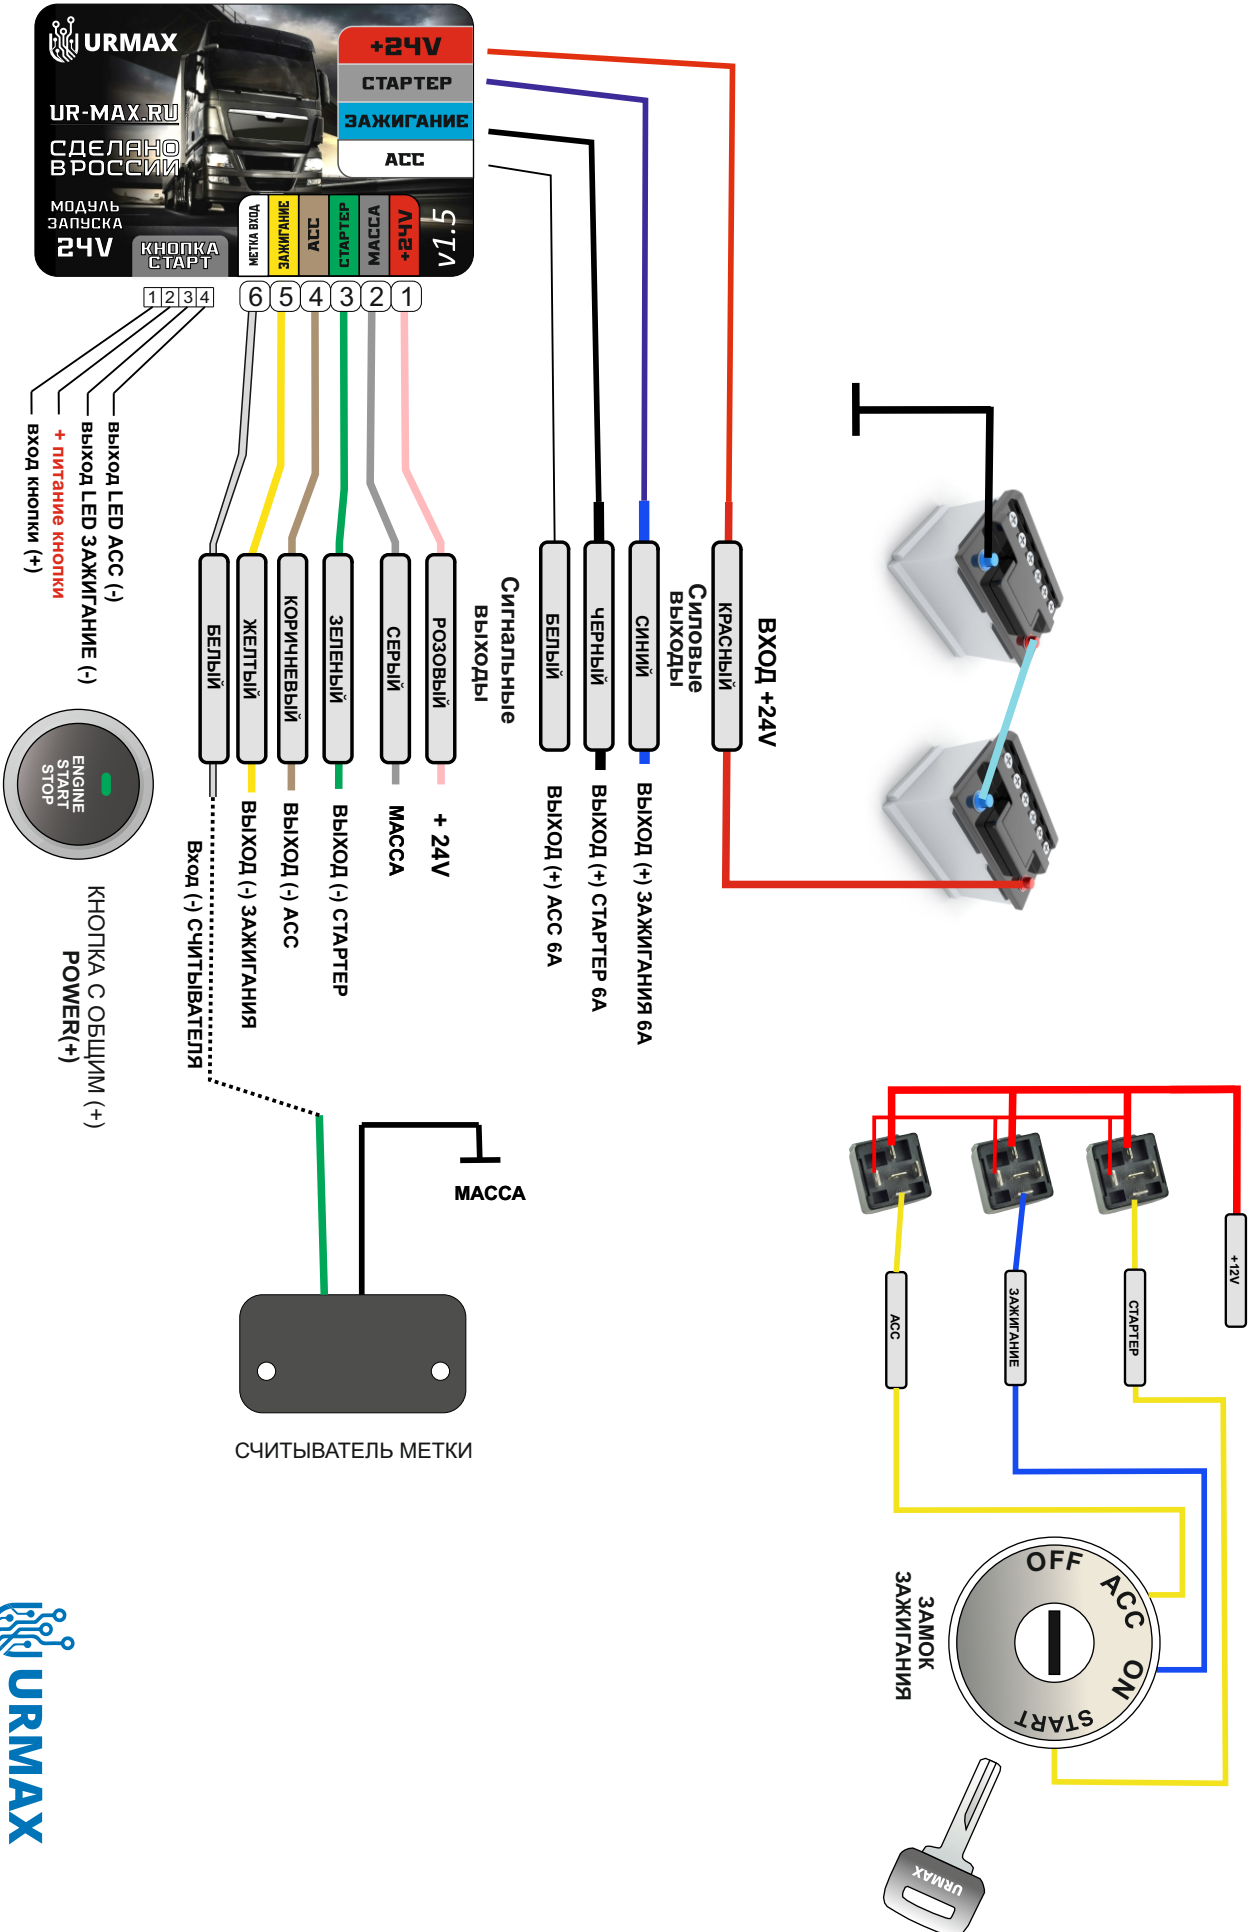 URMAX
UR-MAX.RU
СДЕЛАНО
В РОССИИ
МОДУЛЬ
ЗАПУСКА
24V
КНОПКА
СТАРТ
+24V
СТАРТЕР
ЗАЖИГАНИЕ
ACC
МЕТКА ВХОД
ЗАЖИГАНИЕ
ACC
СТАРТЕР
МАССА
+24V
v1.5
1 2 3 4
6 5 4 3 2 1
вход кнопки (+)
+ питание кнопки
выход LED ЗАЖИГАНИЕ (-)
выход LED ACC (-)
БЕЛЫЙ
ЖЕЛТЫЙ
КОРИЧНЕВЫЙ
ЗЕЛЕНЫЙ
СЕРЫЙ
РОЗОВЫЙ
Сигнальные
выходы
БЕЛЫЙ
ЧЕРНЫЙ
СИНИЙ
Силовые
выходы
КРАСНЫЙ
ВХОД +24V
Вход (-) СЧИТЫВАТЕЛЯ
ВЫХОД (-) ЗАЖИГАНИЯ
ВЫХОД (-) ACC
ВЫХОД (-) СТАРТЕР
МАССА
+ 24V
ВЫХОД (+) ACC 6A
ВЫХОД (+) СТАРТЕР 6A
ВЫХОД (+) ЗАЖИГАНИЯ 6A
ENGINE
START
STOP
КНОПКА С ОБЩИМ (+)
POWER(+)
МАССА
СЧИТЫВАТЕЛЬ МЕТКИ
+12V
СТАРТЕР
ЗАЖИГАНИЕ
ACC
ЗАМОК
ЗАЖИГАНИЯ
OFF
ACC
ON
START
URMAX
URMAX